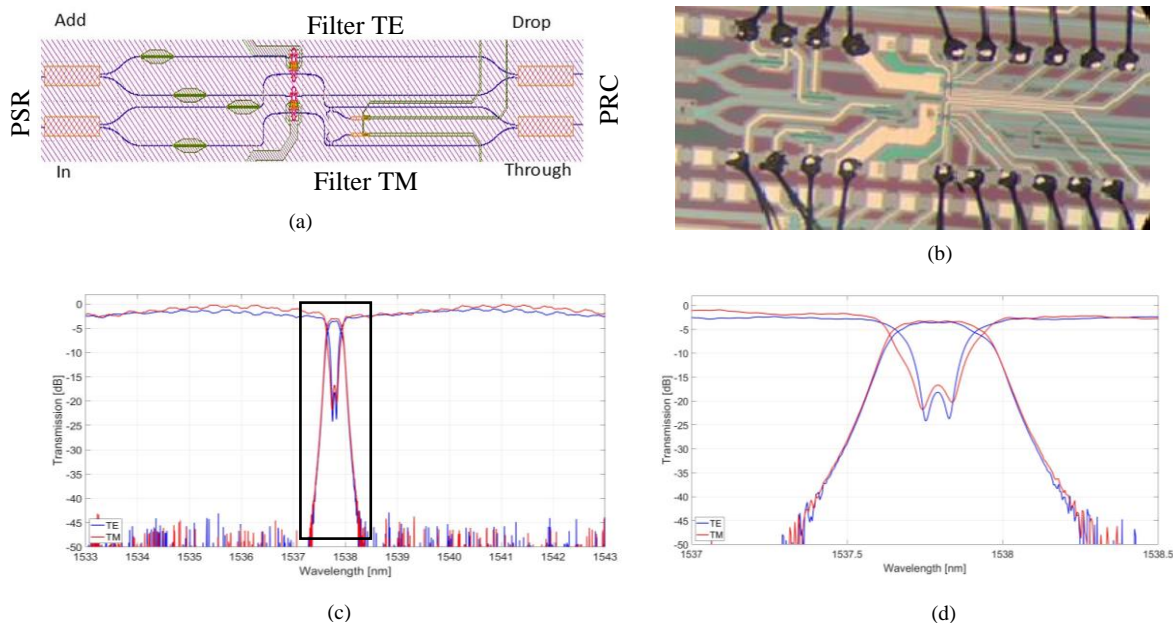 Add
Filter TE
Drop
PSR
PRC
In
Filter TM
Through
(a)
(b)
0
-5
-10
-15
-20
-25
-30
-35
-40
-45
-50
Transmission [dB]
TE
TM
1533 1534 1535 1536 1537 1538 1539 1540 1541 1542 1543
Wavelength [nm]
(c)
0
-5
-10
-15
-20
-25
-30
-35
-40
-45
-50
Transmission [dB]
TE
TM
1537 1537.5 1538 1538.5
Wavelength [nm]
(d)